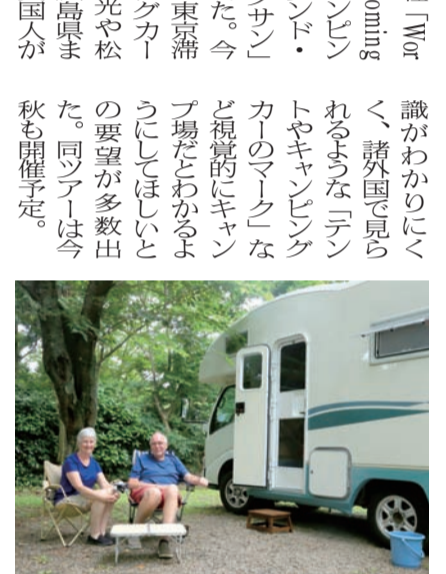 「Wor
oming
ンピン
ンド・
サン」
た。今
東京滞
グカー
光や松
島県ま
国人が
識がわかりにく
く、諸外国で見ら
れるような「テン
トやキャンピング
カーのマーク」な
ど視覚的にキャン
プ場だとわかるよ
うにしてほしいと
の要望が多数出
た。同ツアーは今
秋も開催予定。